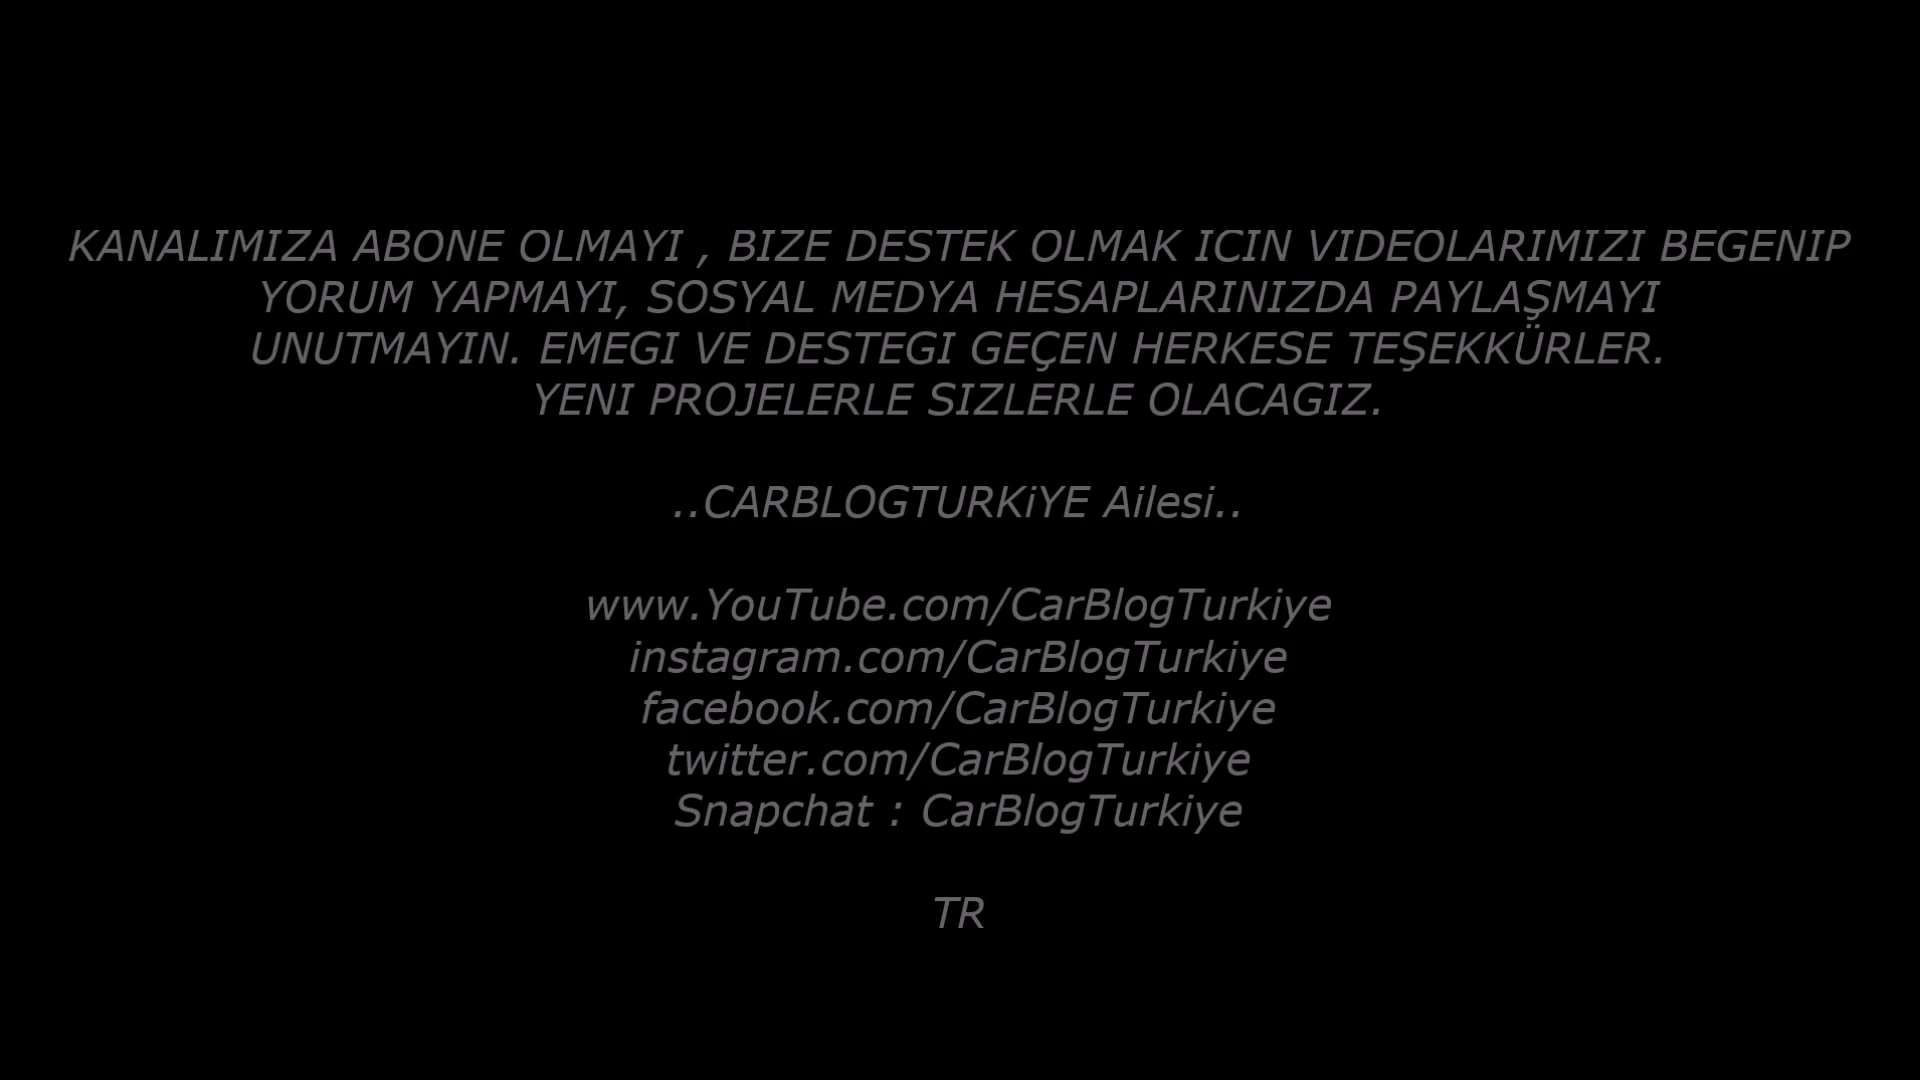 KANALIMIZA ABONE OLMAYI , BIZE DESTEK OLMAK ICIN VIDEOLARIMIZI BEGENIP
YORUM YAPMAYI, SOSYAL MEDYA HESAPLARINIZDA PAYLAŞMAYI
UNUTMAYIN. EMEGI VE DESTEGI GEÇEN HERKESE TEŞEKKÜRLER.
YENI PROJELERLE SIZLERLE OLACAGIZ.
..CARBLOGTURKiYE Ailesi..
www.YouTube.com/CarBlogTurkiye
instagram.com/CarBlogTurkiye
facebook.com/CarBlogTurkiye
twitter.com/CarBlogTurkiye
Snapchat : CarBlogTurkiye
TR